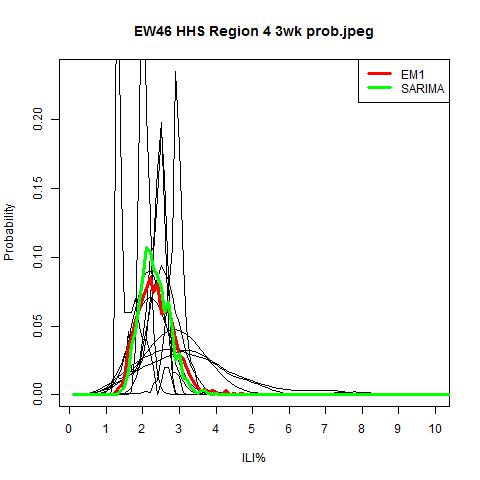 EW46 HHS Region 4 3wk prob.jpeg
EM1
SARIMA
Probability
0.20
0.15
0.10
0.05
0.00
0 1 2 3 4 5 6 7 8 9 10
ILI%